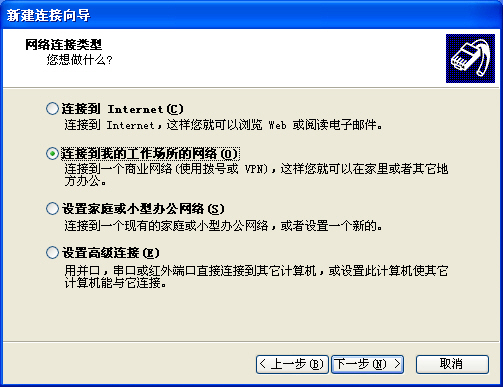 新建连接向导
网络连接类型
您想做什么?
连接到 Internet(C)
连接到 Internet，这样您就可以浏览 Web 或阅读电子邮件。
连接到我的工作场所的网络(O)
连接到一个商业网络(使用拨号或 VPN)，这样您就可以在家里或者其它地
方办公。
设置家庭或小型办公网络(S)
连接到一个现有的家庭或小型办公网络，或者设置一个新的。
设置高级连接(E)
用并口，串口或红外端口直接连接到其它计算机，或设置此计算机使其它
计算机能与它连接。
< 上一步(B) 下一步(N) > 取消